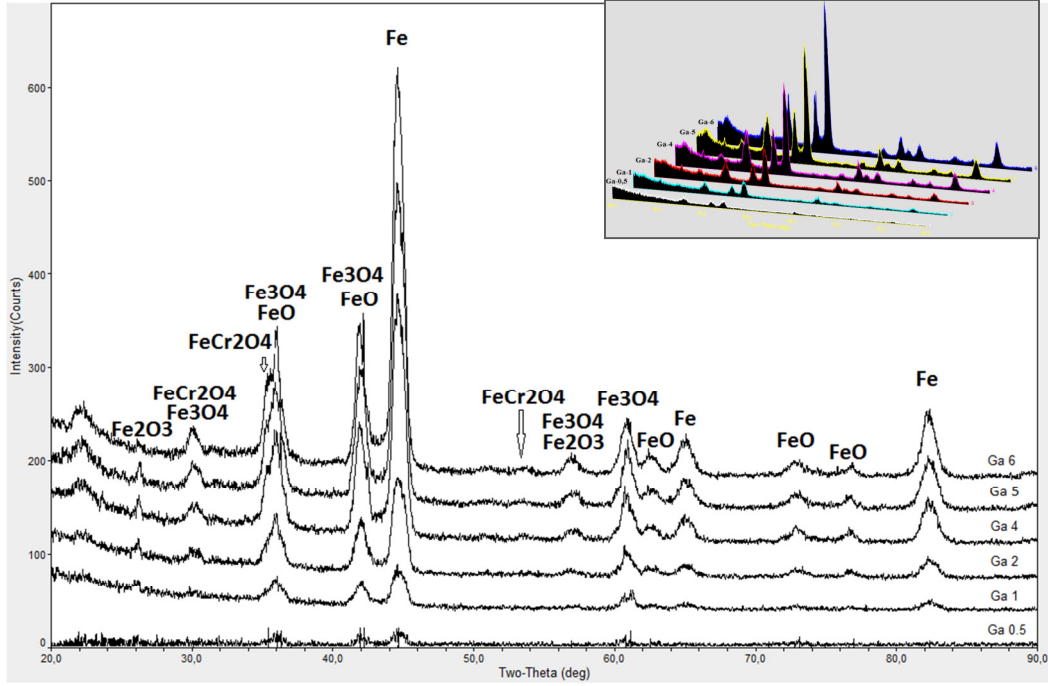 Fe
Ga-6
Ga-5
Ga-4
Ga-2
Ga-1
Ga-0,5
600
500
400
300
200
100
0
Intensity(Counts)
Fe3O4
FeO
Fe3O4
FeO
FeCr2O4
FeCr2O4
Fe3O4
Fe2O3
FeCr2O4
Fe3O4
Fe2O3
Fe3O4
FeO
Fe
FeO
FeO
Fe
Ga 6
Ga 5
Ga 4
Ga 2
Ga 1
Ga 0.5
20,0 30,0 40,0 50,0 60,0 70,0 80,0 90,0
Two-Theta (deg)